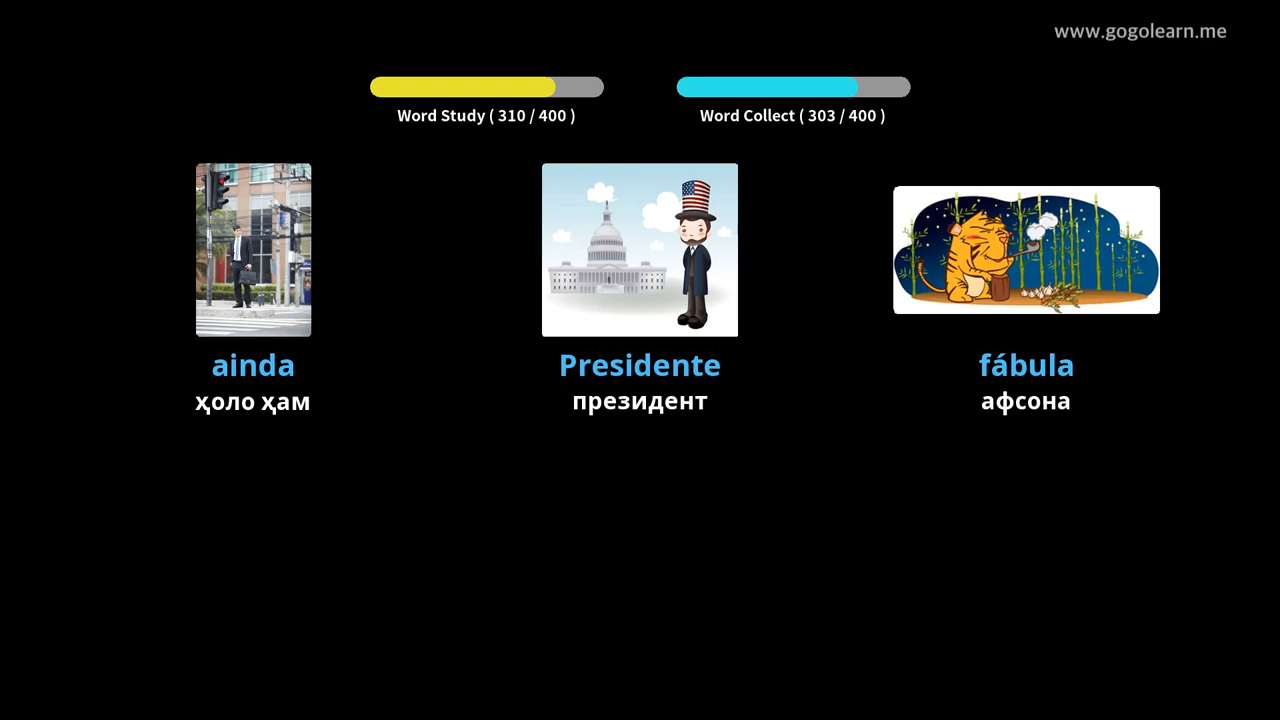 www.gogolearn.me
Word Study ( 310 / 400 )
Word Collect ( 303 / 400 )
ainda
Presidente
fábula
ҳоло ҳам
президент
афсона